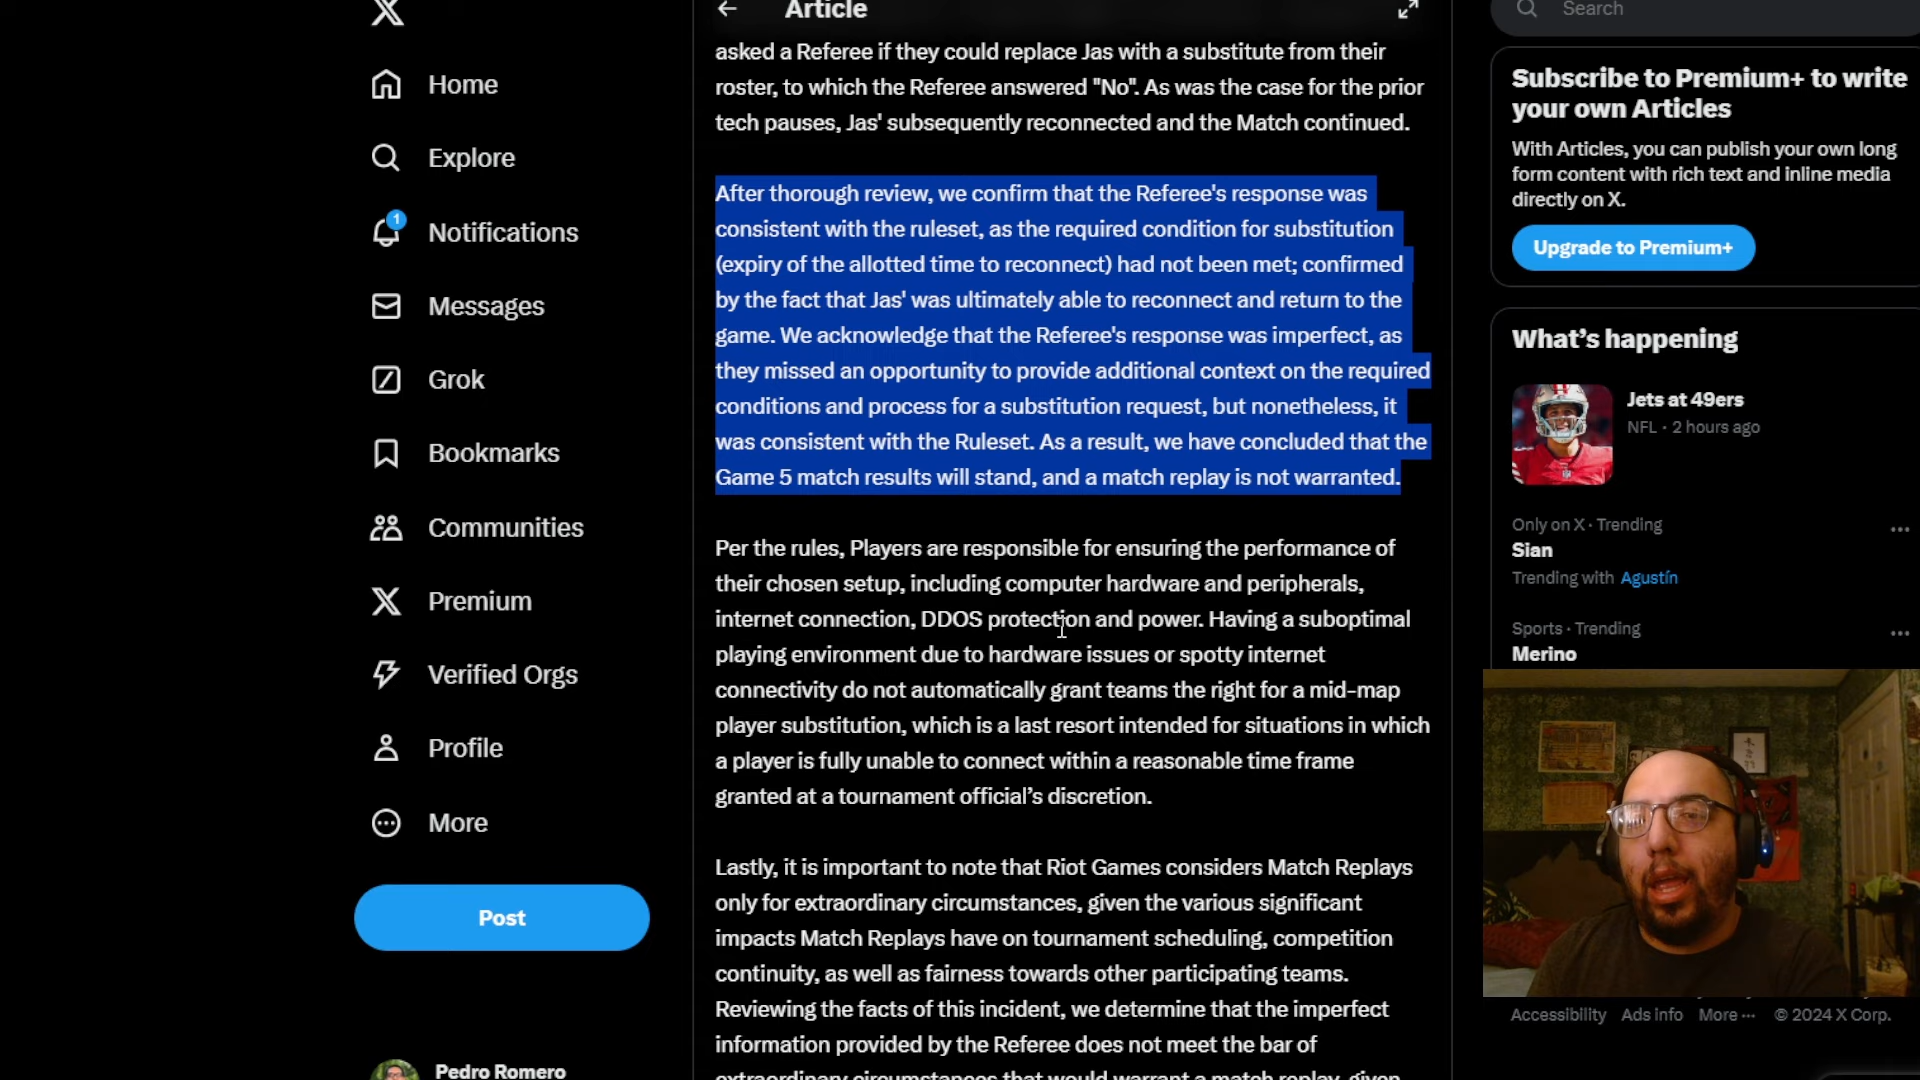 Home
Explore
1
Notifications
Messages
Grok
Bookmarks
Communities
Premium
Verified Orgs
Profile
More
Post
Pedro Romero
Article
asked a Referee if they could replace Jas with a substitute from their
roster, to which the Referee answered "No". As was the case for the prior
tech pauses, Jas' subsequently reconnected and the Match continued.
After thorough review, we confirm that the Referee's response was
consistent with the ruleset, as the required condition for substitution
(expiry of the allotted time to reconnect) had not been met; confirmed
by the fact that Jas' was ultimately able to reconnect and return to the
game. We acknowledge that the Referee's response was imperfect, as
they missed an opportunity to provide additional context on the required
conditions and process for a substitution request, but nonetheless, it
was consistent with the Ruleset. As a result, we have concluded that the
Game 5 match results will stand, and a match replay is not warranted.
Per the rules, Players are responsible for ensuring the performance of
their chosen setup, including computer hardware and peripherals,
internet connection, DDOS protection and power. Having a suboptimal
playing environment due to hardware issues or spotty internet
connectivity do not automatically grant teams the right for a mid-map
player substitution, which is a last resort intended for situations in which
a player is fully unable to connect within a reasonable time frame
granted at a tournament official’s discretion.
Lastly, it is important to note that Riot Games considers Match Replays
only for extraordinary circumstances, given the various significant
impacts Match Replays have on tournament scheduling, competition
continuity, as well as fairness towards other participating teams.
Reviewing the facts of this incident, we determine that the imperfect
information provided by the Referee does not meet the bar of
extraordinary circumstances that would warrant a match replay, given
Search
Subscribe to Premium+ to write
your own Articles
With Articles, you can publish your own long
form content with rich text and inline media
directly on X.
Upgrade to Premium+
What’s happening
Jets at 49ers
NFL · 2 hours ago
Only on X · Trending
Sian
Trending with Agustín
Sports · Trending
Merino
Accessibility Ads info More ··· © 2024 X Corp.